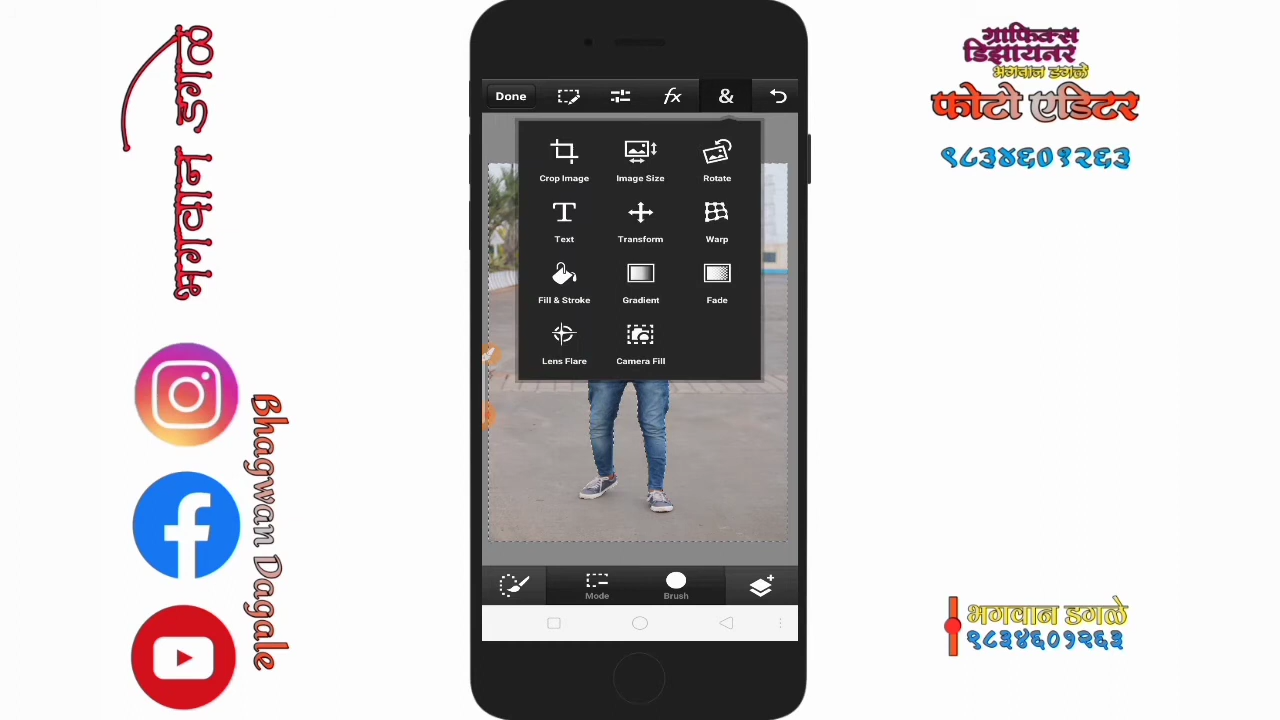 भगवान डगळे
Bhagwan Dagale
Done
fx
&
Crop Image
Image Size
Rotate
Text
Transform
Warp
Fill & Stroke
Gradient
Fade
Lens Flare
Camera Fill
Mode
Brush
ग्राफिक्स
डिझायनर
भगवान डगळे
फोटो एडिटर
९८३४६०१२६३
भगवान डगळे
९८३४६०१२६३